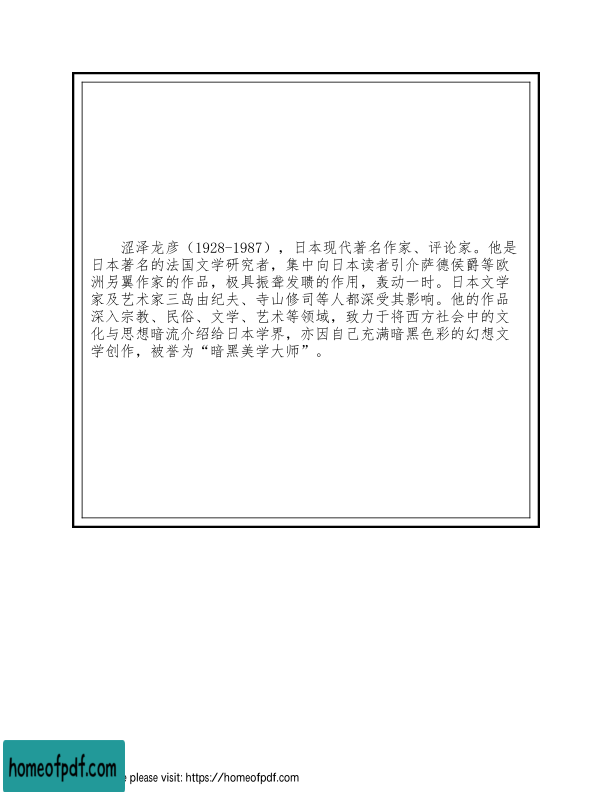 涩泽龙彦（1928-1987），日本现代著名作家、评论家。他是
日本著名的法国文学研究者，集中向日本读者引介萨德侯爵等欧
洲另翼作家的作品，极具振聋发聩的作用，轰动一时。日本文学
家及艺术家三岛由纪夫、寺山修司等人都深受其影响。他的作品
深入宗教、民俗、文学、艺术等领域，致力于将西方社会中的文
化与思想暗流介绍给日本学界，亦因自己充满暗黑色彩的幻想文
学创作，被誉为“暗黑美学大师”。
homeofpdf.com
please visit: https://homeofpdf.com